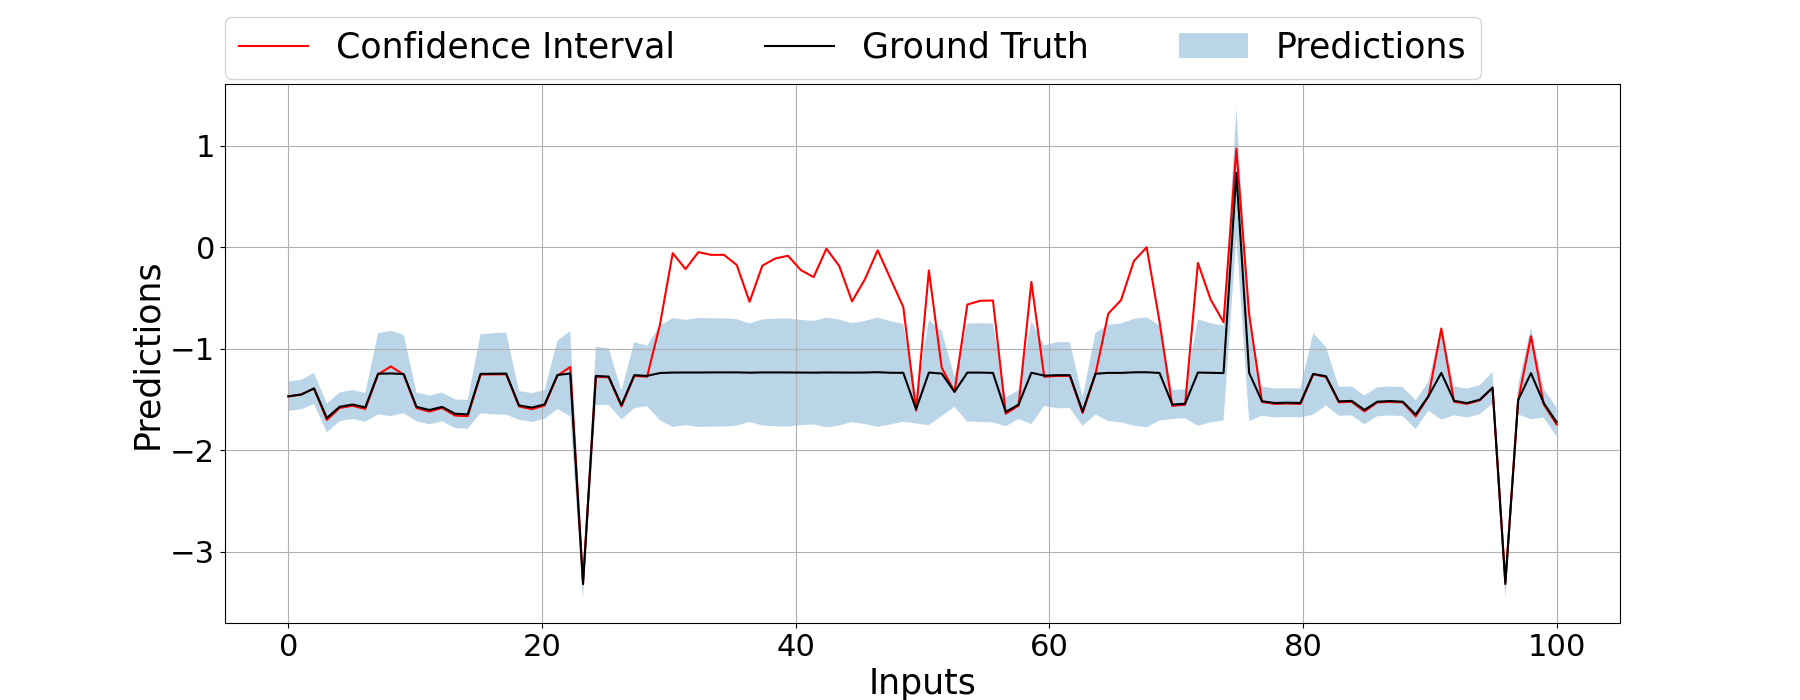 Confidence Interval Ground Truth Predictions
1
0
−1
−2
−3
Predictions
0 20 40 60 80 100
Inputs